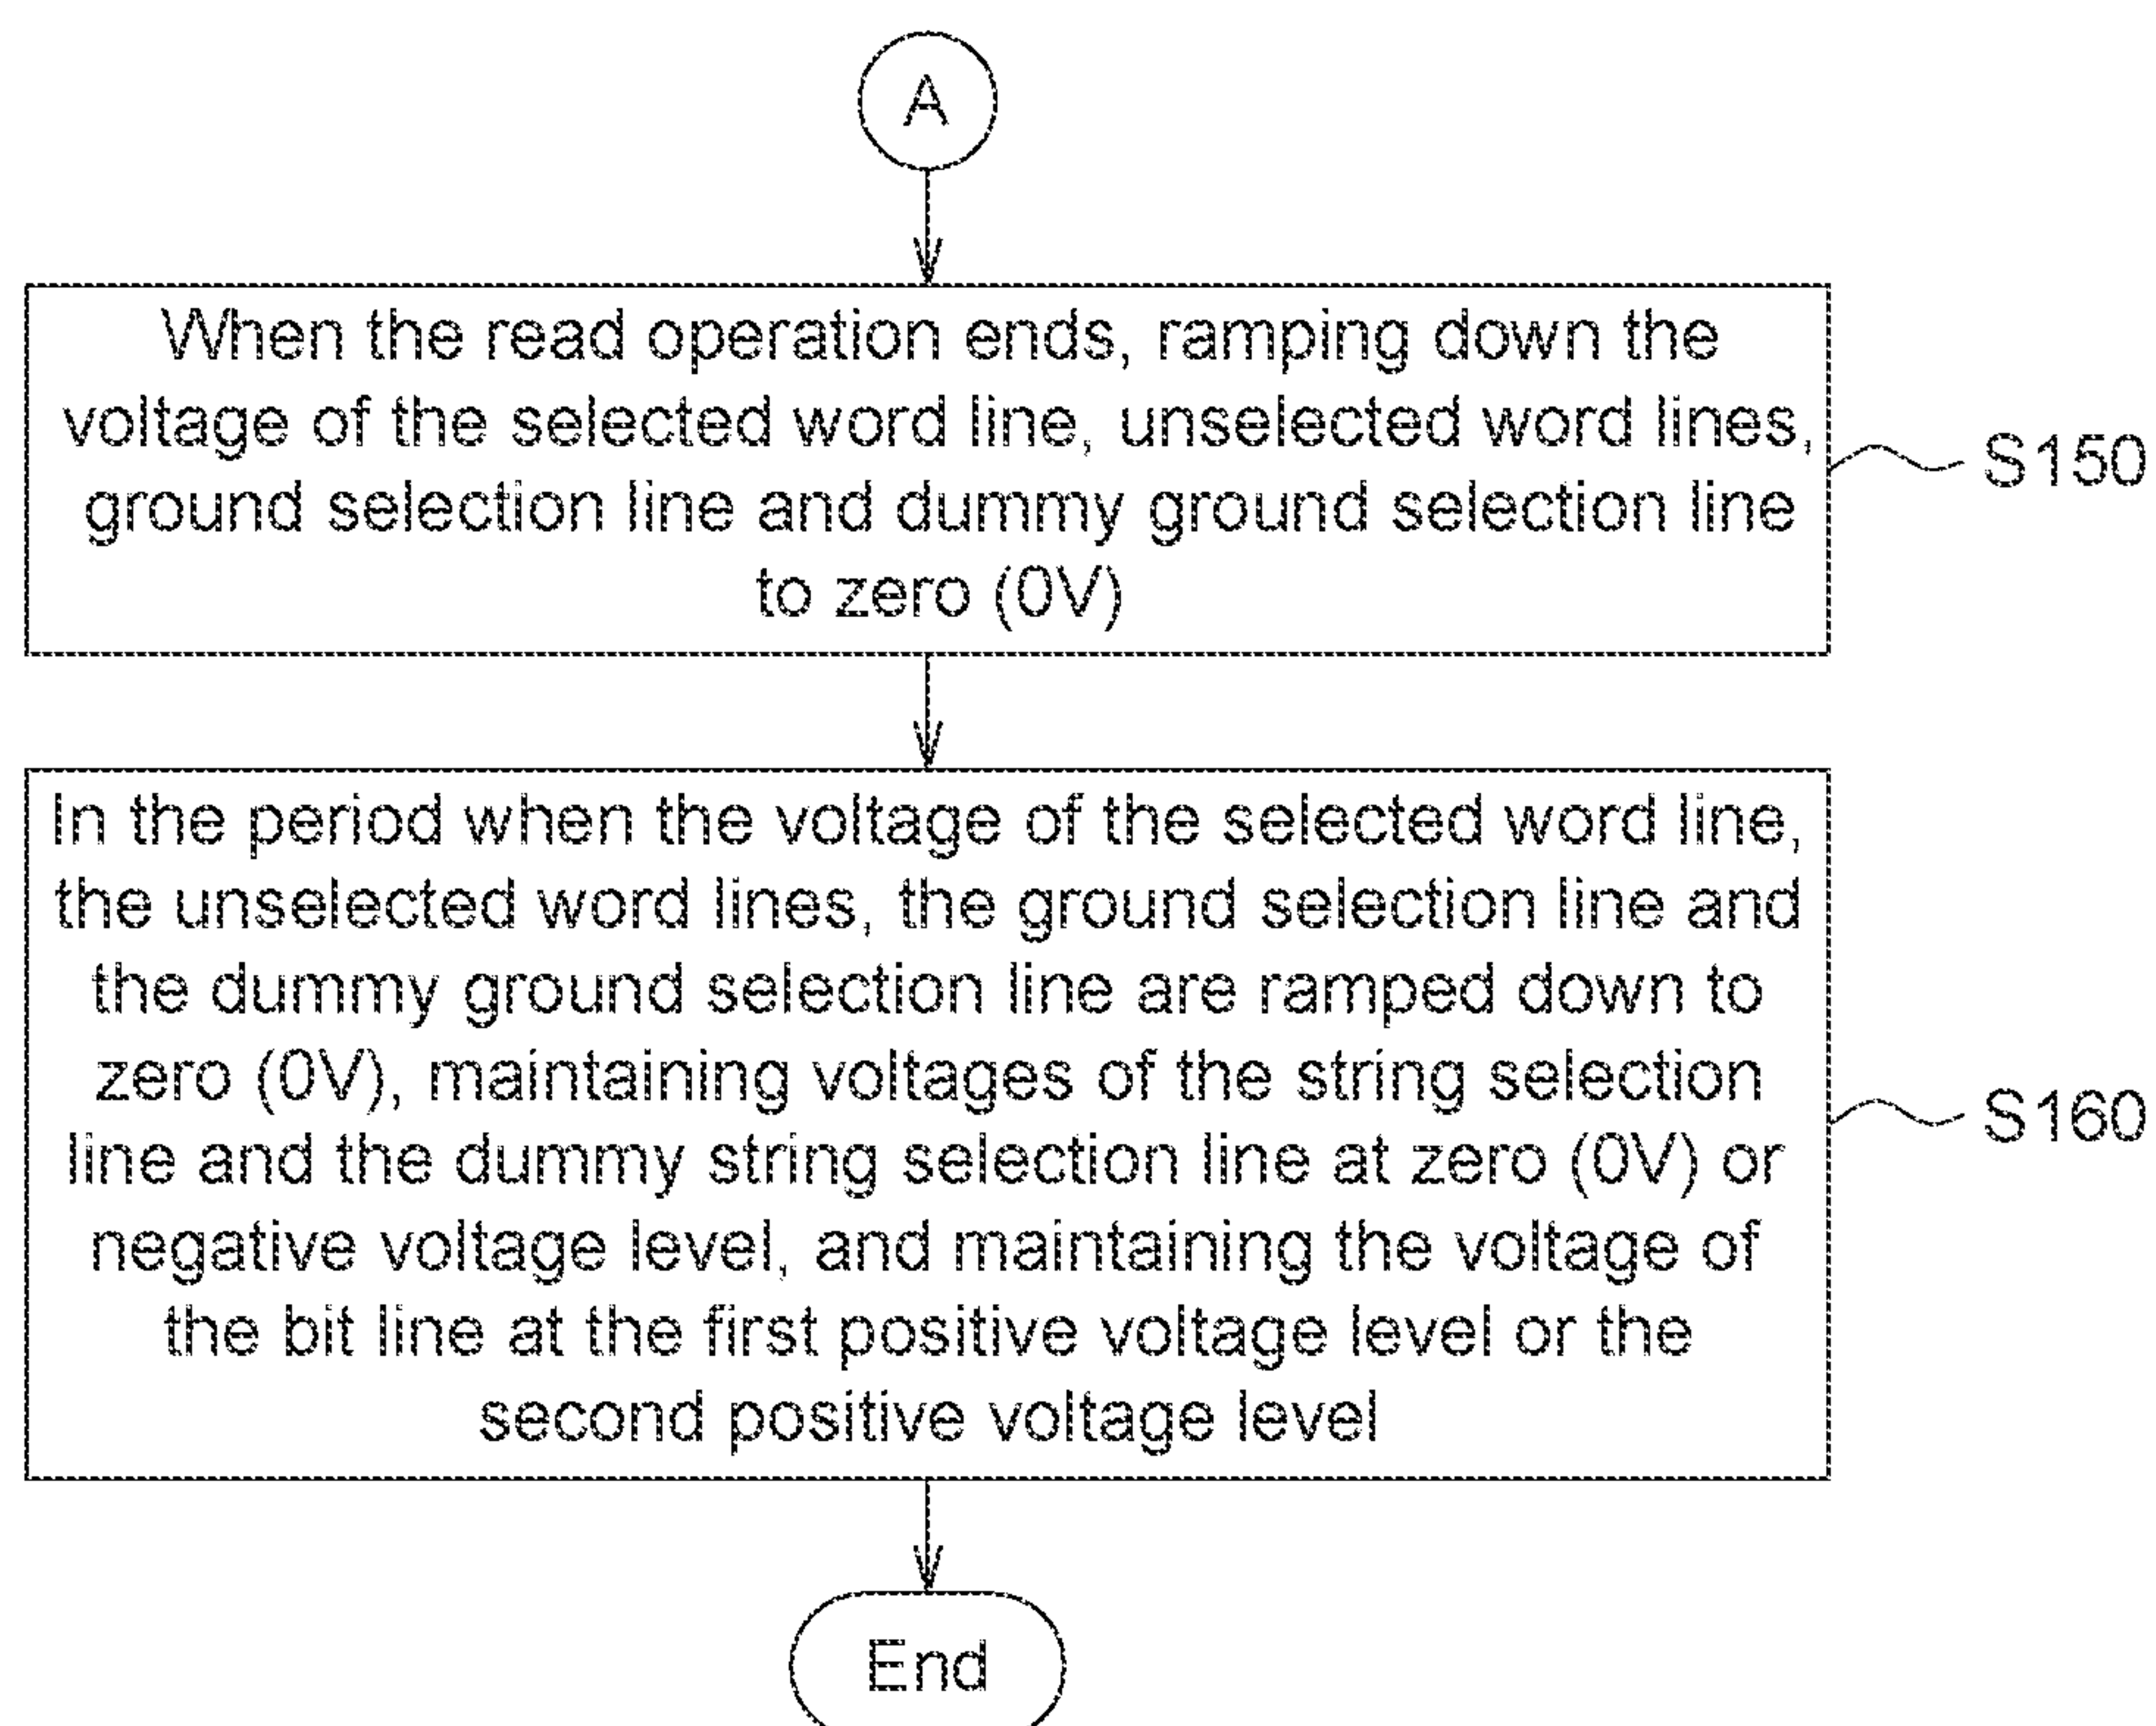 A
When the read operation ends, ramping down the
voltage of the selected word line, unselected word lines,
ground selection line and dummy ground selection line
to zero (0V)
S150
In the period when the voltage of the selected word line,
the unselected word lines, the ground selection line and
the dummy ground selection line are ramped down to
zero (0V), maintaining voltages of the string selection
line and the dummy string selection line at zero (0V) or
negative voltage level, and maintaining the voltage of
the bit line at the first positive voltage level or the
second positive voltage level
S160
End